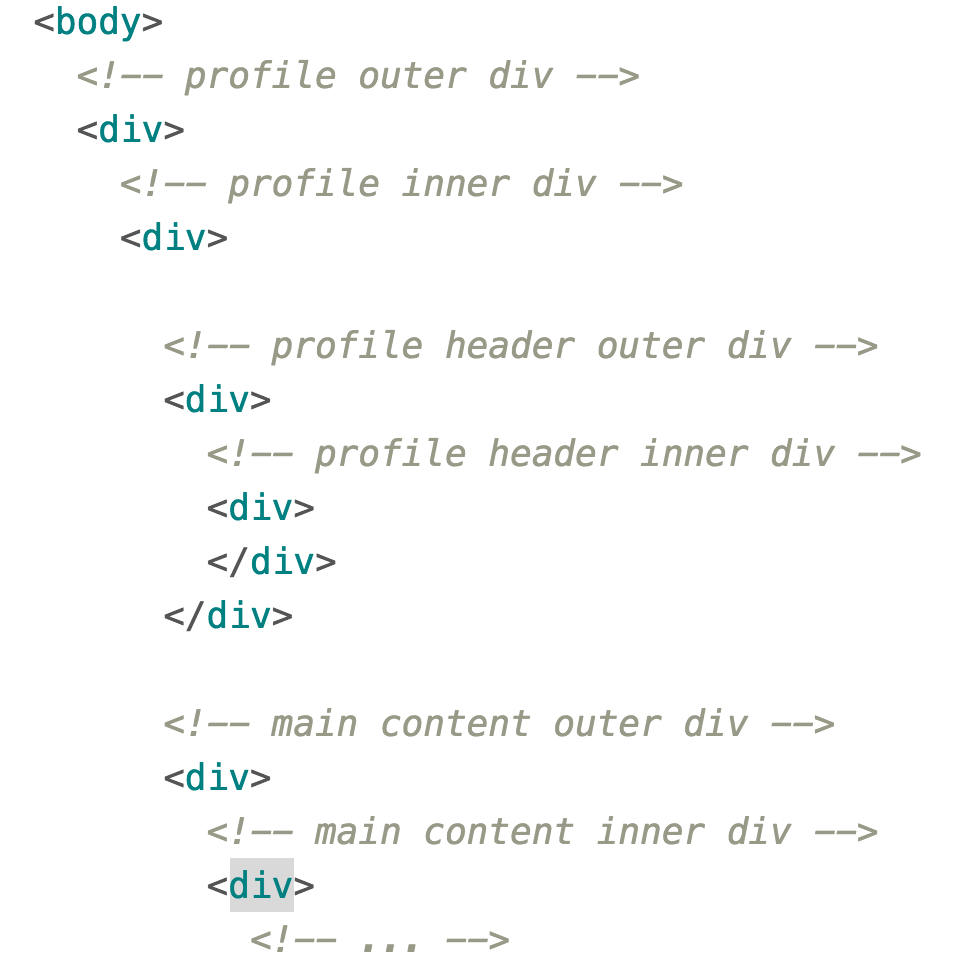 <body>
<!-- profile outer div -->
<div>
<!-- profile inner div -->
<div>
<!-- profile header outer div -->
<div>
<!-- profile header inner div -->
<div>
</div>
</div>
<!-- main content outer div -->
<div>
<!-- main content inner div -->
<div>
<!-- ... -->